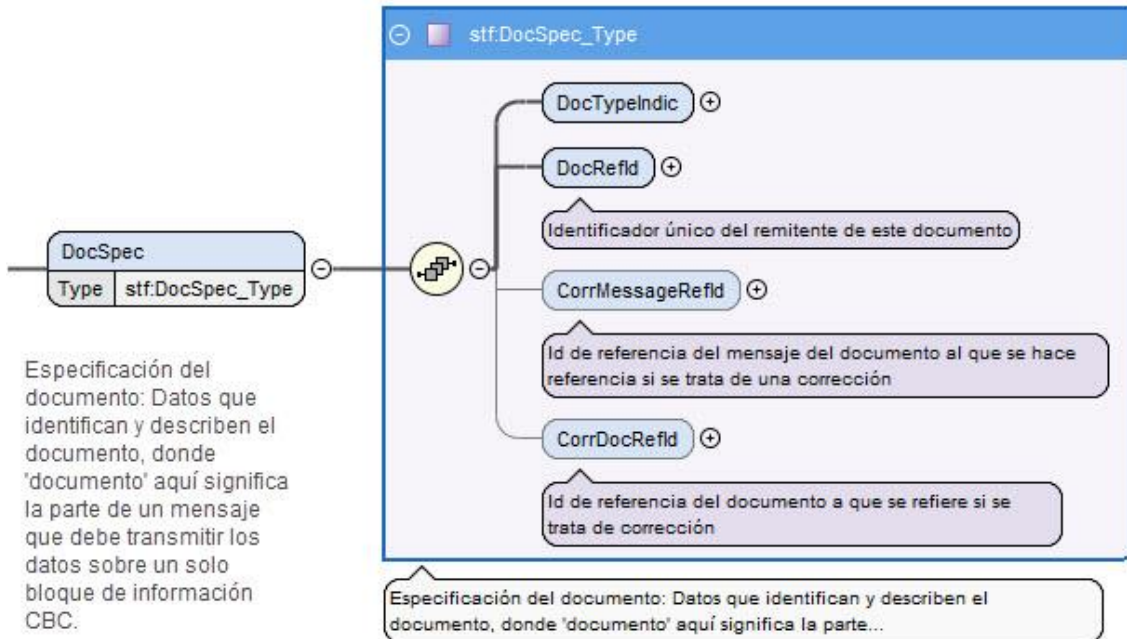 stf:DocSpec_Type
DocTypeIndic
DocRefId
Identificador único del remitente de este documento
DocSpec
Type stf:DocSpec_Type
CorrMessageRefId
Id de referencia del mensaje del documento al que se hace
referencia si se trata de una corrección
CorrDocRefId
Id de referencia del documento a que se refiere si se
trata de corrección
Especificación del
documento: Datos que
identifican y describen el
documento, donde
'documento' aquí significa
la parte de un mensaje
que debe transmitir los
datos sobre un solo
bloque de información
CBC.
Especificación del documento: Datos que identifican y describen el
documento, donde 'documento' aquí significa la parte...